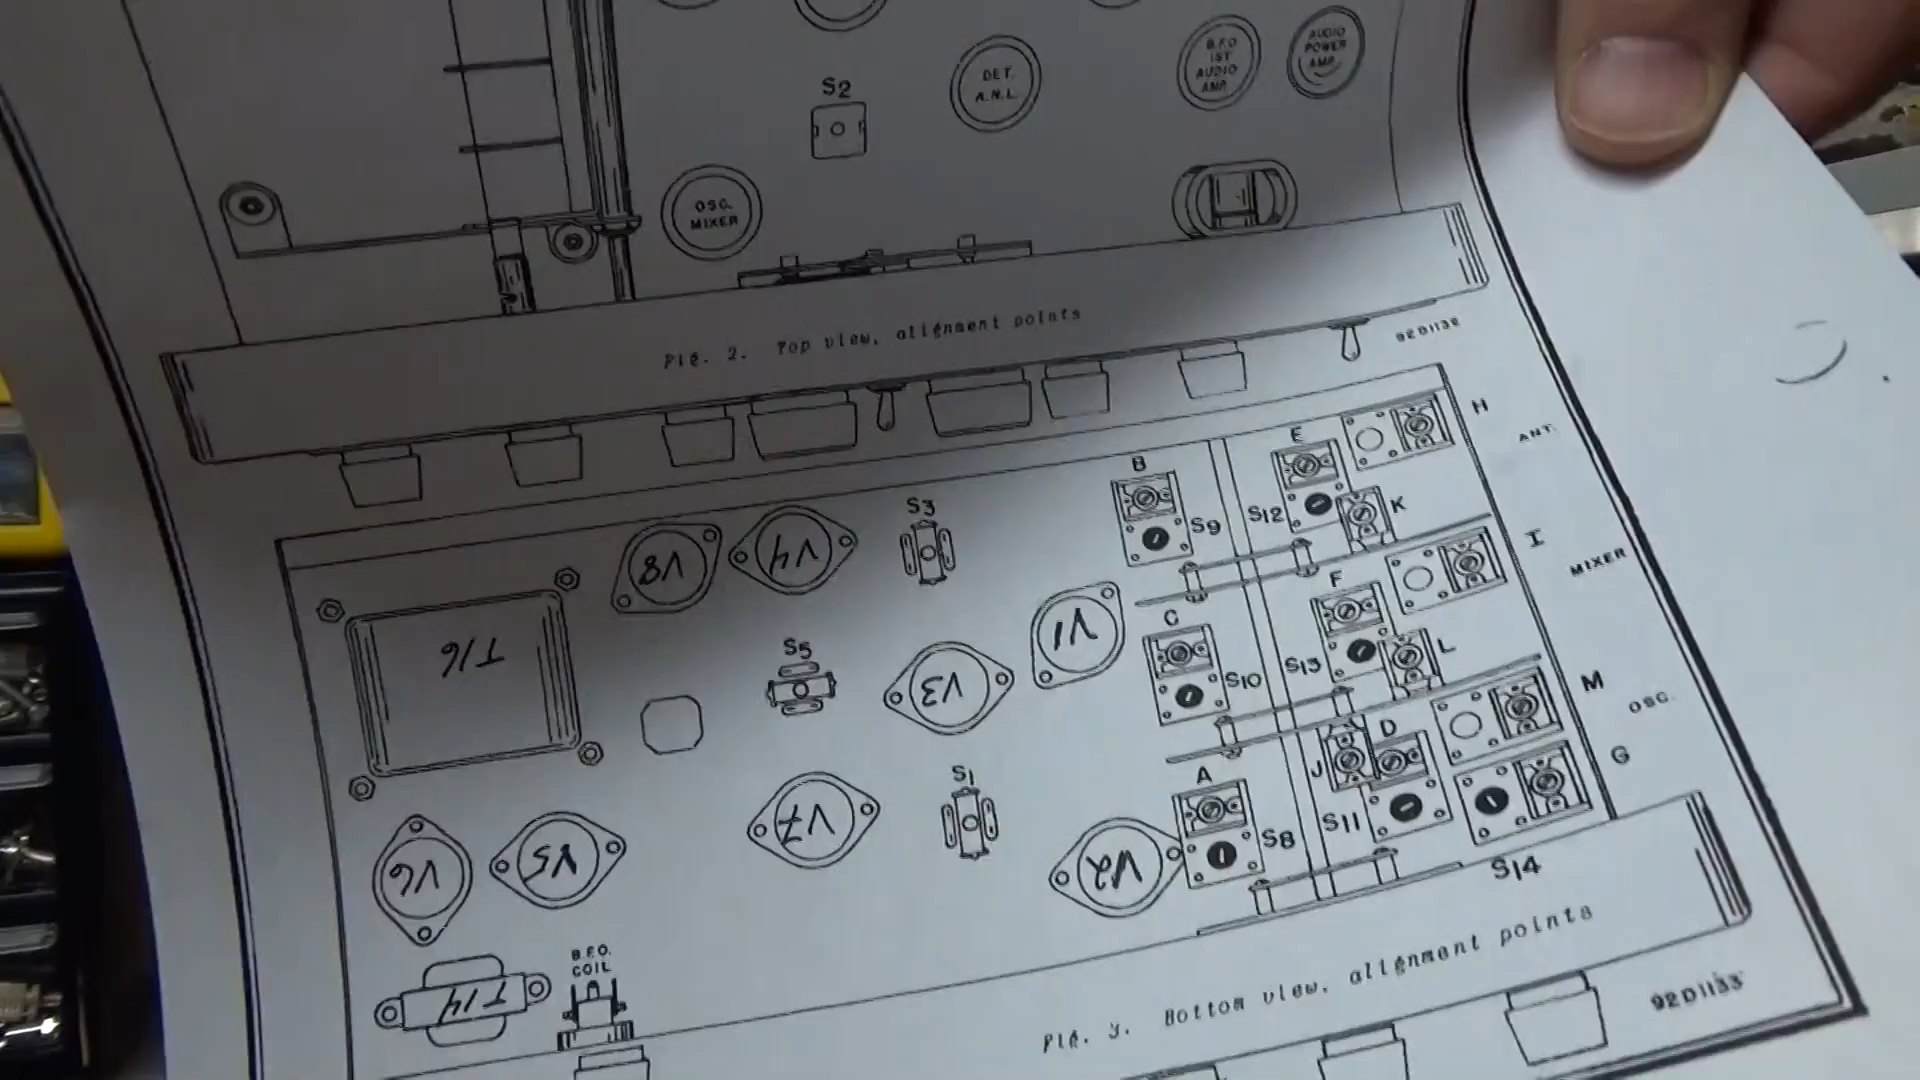 B.F.O
1ST
AUDIO
AMP.
AUDIO
POWER
AMP.
DET.
A.N.L.
S2
OSC.
MIXER
Fig. 2. Top view, alignment points
92D1132
H
ANT.
E
B
K
S12
S9
S3
V8
V4
I
MIXER
F
C
V1
L
S13
S10
S5
V3
T16
M
OSC.
D
J
G
A
S11
S8
S1
V7
V2
S14
V6
V5
B.F.O.
COIL
T14
Fig. 3. Bottom view, alignment points
92D1133